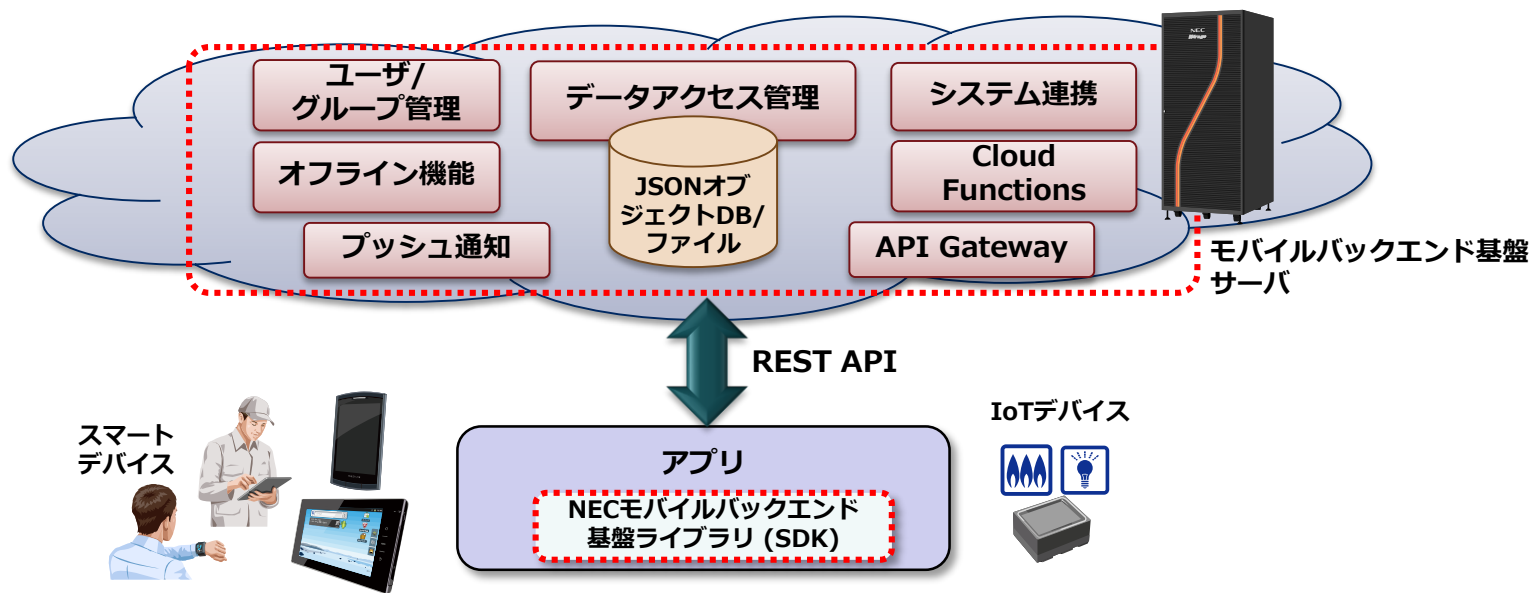 ユーザ/
グループ管理
データアクセス管理
システム連携
NEC
オフライン機能
JSONオブ
ジェクトDB/
ファイル
Cloud
Functions
プッシュ通知
API Gateway
モバイルバックエンド基盤
サーバ
REST API
スマート
デバイス
IoTデバイス
アプリ
NECモバイルバックエンド
基盤ライブラリ (SDK)